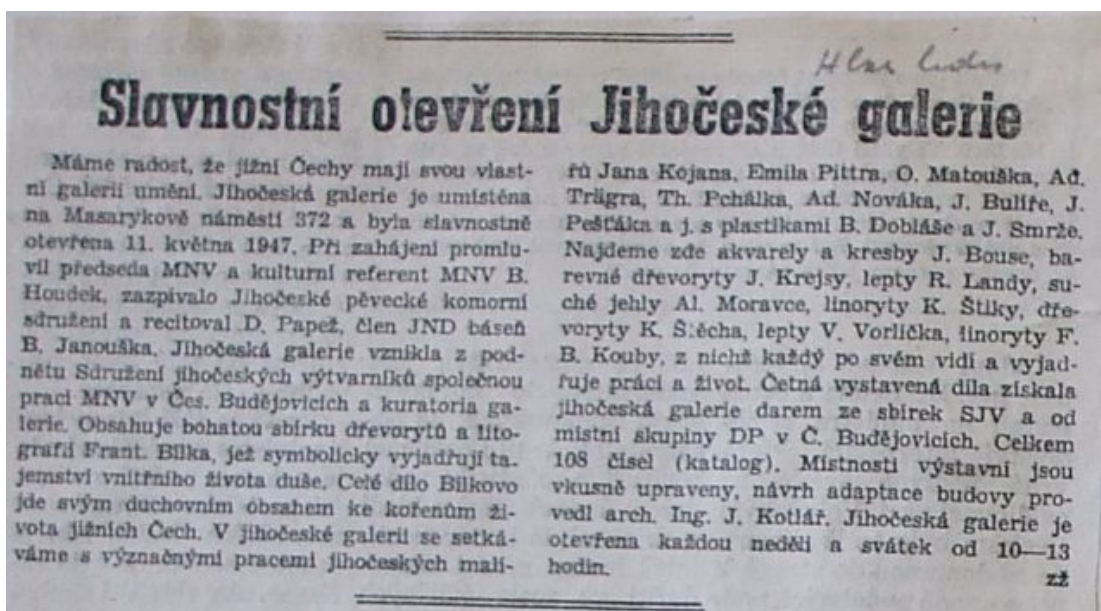 Hlas lidu
Slavnostní otevření Jihočeské galerie
Máme radost, že jižní Čechy mají svou vlast-
ní galerii umění. Jihočeská galerie je umístěna
na Masarykově náměstí 372 a byla slavnostně
otevřena 11. května 1947. Při zahájení promlu-
vil předseda MNV a kulturní referent MNV B.
Houdek, zazpívalo Jihočeské pěvecké komorní
sdružení a recitoval D. Papež, člen JND báseň
B. Janouška. Jihočeská galerie vznikla z pod-
nětu Sdružení jihočeských výtvarníků společnou
prací MNV v Čes. Budějovicích a kuratoria ga-
lerie. Obsahuje bohatou sbírku dřevorytů a lito-
grafií Frant. Bílka, jež symbolicky vyjadřují ta-
jemství vnitřního života duše. Celé dílo Bílkovo
jde svým duchovním obsahem ke kořenům ži-
vota jižních Čech. V jihočeské galerii se setká-
váme s význačnými pracemi jihočeských malí-
řů Jana Kojana, Emila Pittra, O. Matouška, Ad.
Trägra, Th. Pchálka, Ad. Nováka, J. Bulíře, J.
Pešťáka a j. s plastikami B. Dobláše a J. Smrže.
Najdeme zde akvarely a kresby J. Bouse, ba-
revné dřevoryty J. Krejsy, lepty R. Landy, su-
ché jehly Al. Moravce, linoryty K. Štiky, dře-
voryty K. Štěcha, lepty V. Vorlíčka, linoryty F.
B. Kouby, z nichž každý po svém vidí a vyjad-
řuje práci a život. Četná vystavená díla získala
jihočeská galerie darem ze sbírek SJV a od
místní skupiny DP v Č. Budějovicích. Celkem
108 čísel (katalog). Místnosti výstavní jsou
vkusně upraveny, návrh adaptace budovy pro-
vedl arch. Ing. J. Kotlář. Jihočeská galerie je
otevřena každou neděli a svátek od 10—13
hodin.
zž